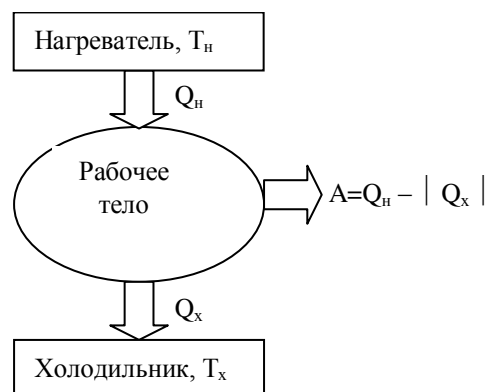 Нагреватель, Tн
Qн
Рабочее
тело
A=Qн – | Qх |
Qх
Холодильник, Tх